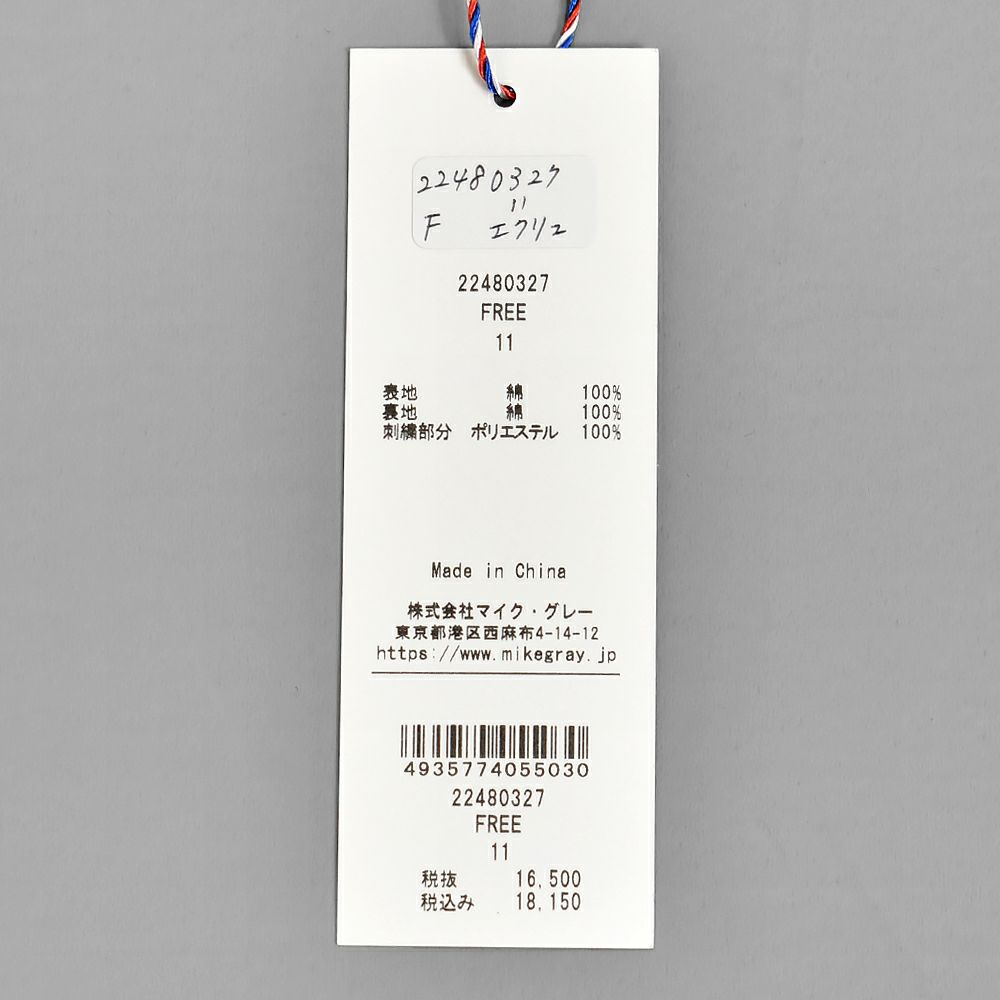 22480327
11
F エクリュ
22480327
FREE
11
表地 綿 100%
裏地 綿 100%
刺繍部分 ポリエステル 100%
Made in China
株式会社マイク・グレー
東京都港区西麻布4-14-12
https://www.mikegray.jp
4935774055030
22480327
FREE
11
税抜 16,500
税込み 18,150